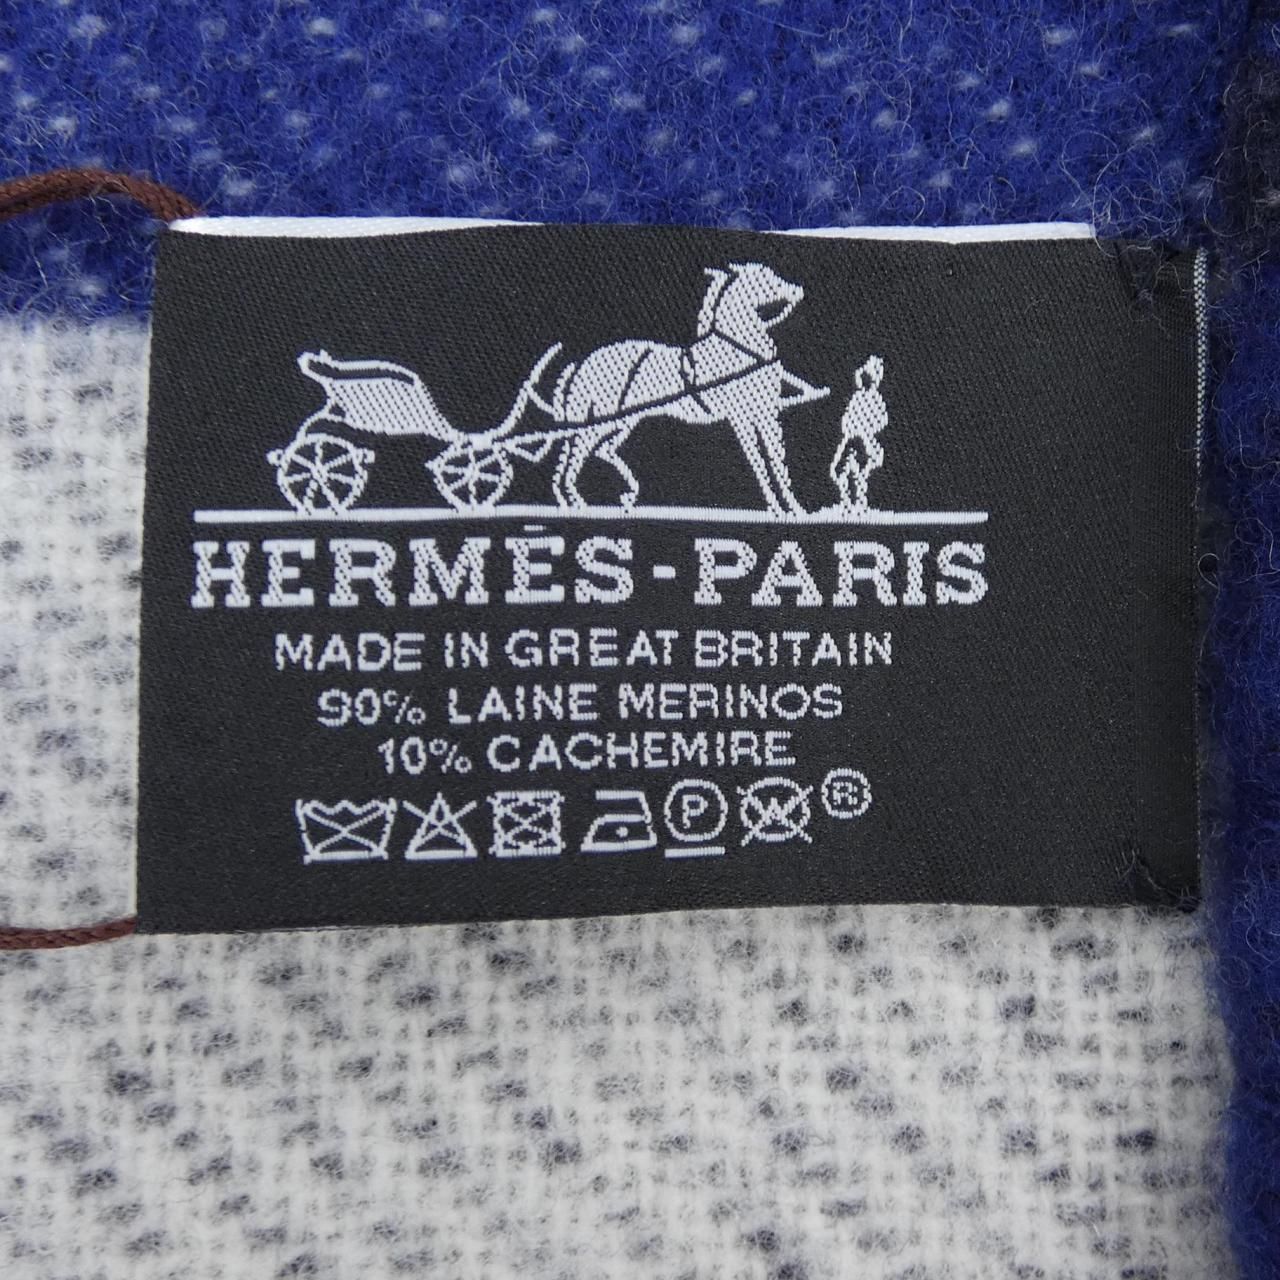 HERMÈS-PARIS
MADE IN GREAT BRITAIN
90% LAINE MERINOS
10% CACHEMIRE
P W ®